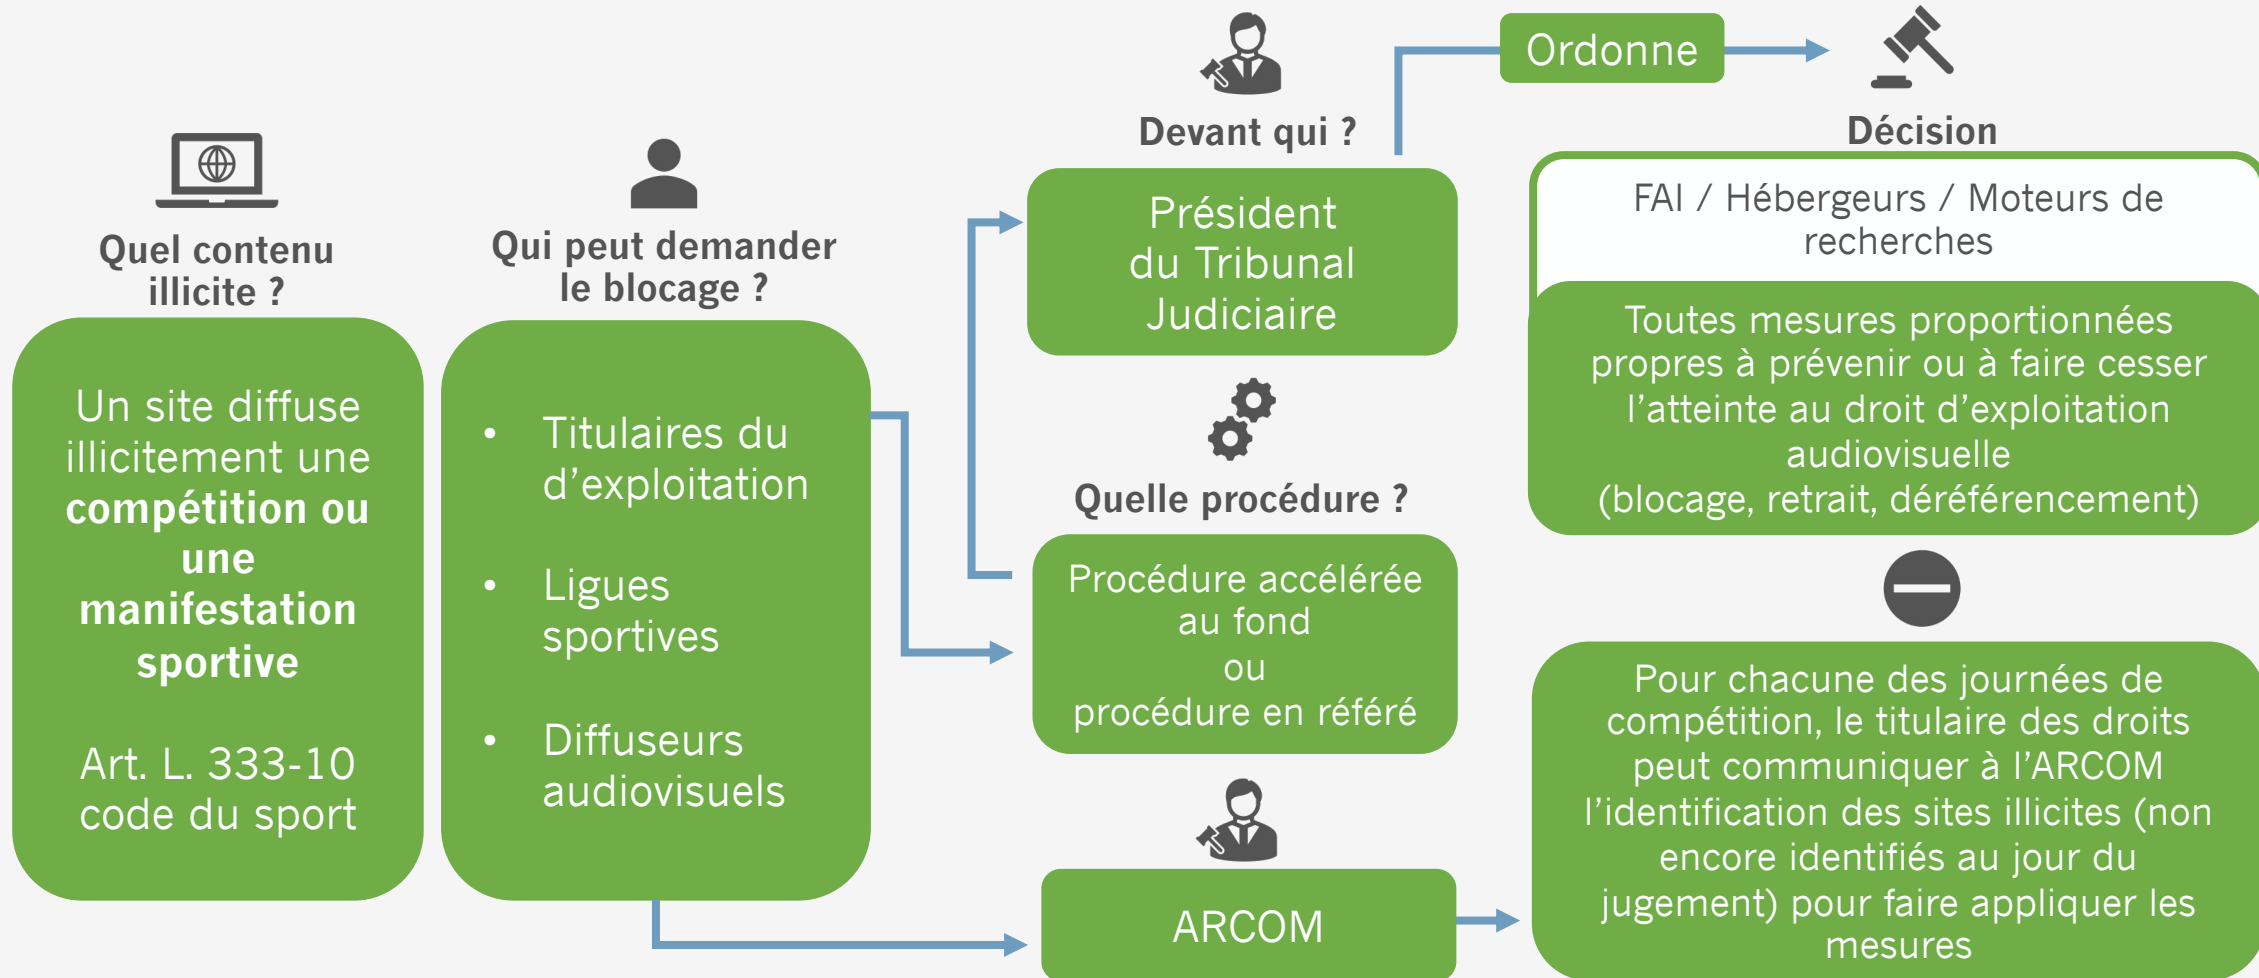 Quel contenu
illicite ?
Un site diffuse
illicitement une
compétition ou
une
manifestation
sportive
Art. L. 333-10
code du sport
Qui peut demander
le blocage ?
• Titulaires du
d’exploitation
• Ligues
sportives
• Diffuseurs
audiovisuels
Devant qui ?
Président
du Tribunal
Judiciaire
Quelle procédure ?
Procédure accélérée
au fond
ou
procédure en référé
ARCOM
Ordonne
Décision
FAI / Hébergeurs / Moteurs de
recherches
Toutes mesures proportionnées
propres à prévenir ou à faire cesser
l’atteinte au droit d’exploitation
audiovisuelle
(blocage, retrait, déréférencement)
Pour chacune des journées de
compétition, le titulaire des droits
peut communiquer à l’ARCOM
l’identification des sites illicites (non
encore identifiés au jour du
jugement) pour faire appliquer les
mesures